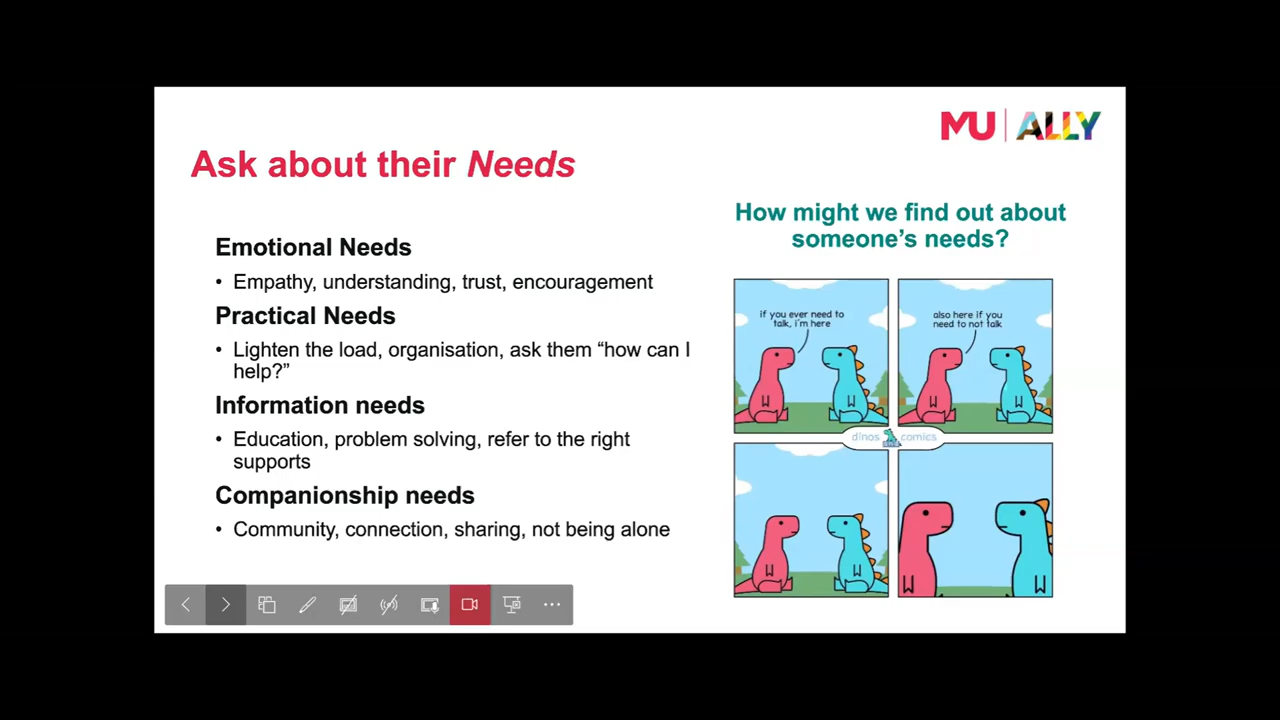 MU | ALLY
Ask about their Needs
Emotional Needs
• Empathy, understanding, trust, encouragement
Practical Needs
• Lighten the load, organisation, ask them “how can I
help?”
Information needs
• Education, problem solving, refer to the right
supports
Companionship needs
• Community, connection, sharing, not being alone
How might we find out about
someone’s needs?
if you ever need to
talk, i'm here
also here if you
need to not talk
dinos comics